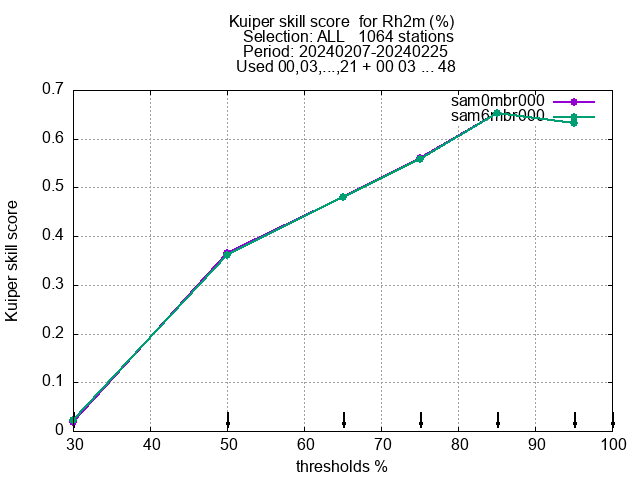 Kuiper skill score  for Rh2m (%)
Selection: ALL   1064 stations
Period: 20240207-20240225
Used 00,03,...,21 + 00 03 ... 48
sam0mbr000
sam6mbr000
Kuiper skill score
0.7
0.6
0.5
0.4
0.3
0.2
0.1
0
30 40 50 60 70 80 90 100
thresholds %